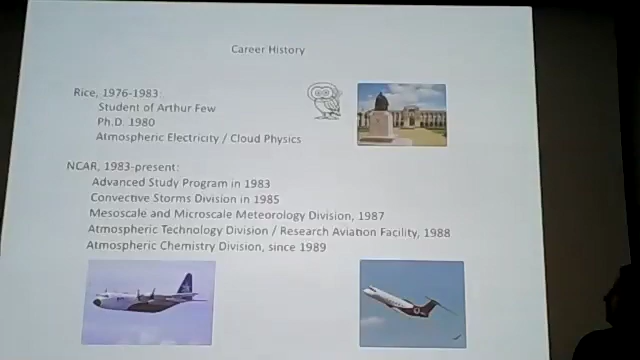 Career History
Rice, 1976-1983:
Student of Arthur Few
Ph.D. 1980
Atmospheric Electricity / Cloud Physics
NCAR, 1983-present:
Advanced Study Program in 1983
Convective Storms Division in 1985
Mesoscale and Microscale Meteorology Division, 1987
Atmospheric Technology Division / Research Aviation Facility, 1988
Atmospheric Chemistry Division, since 1989